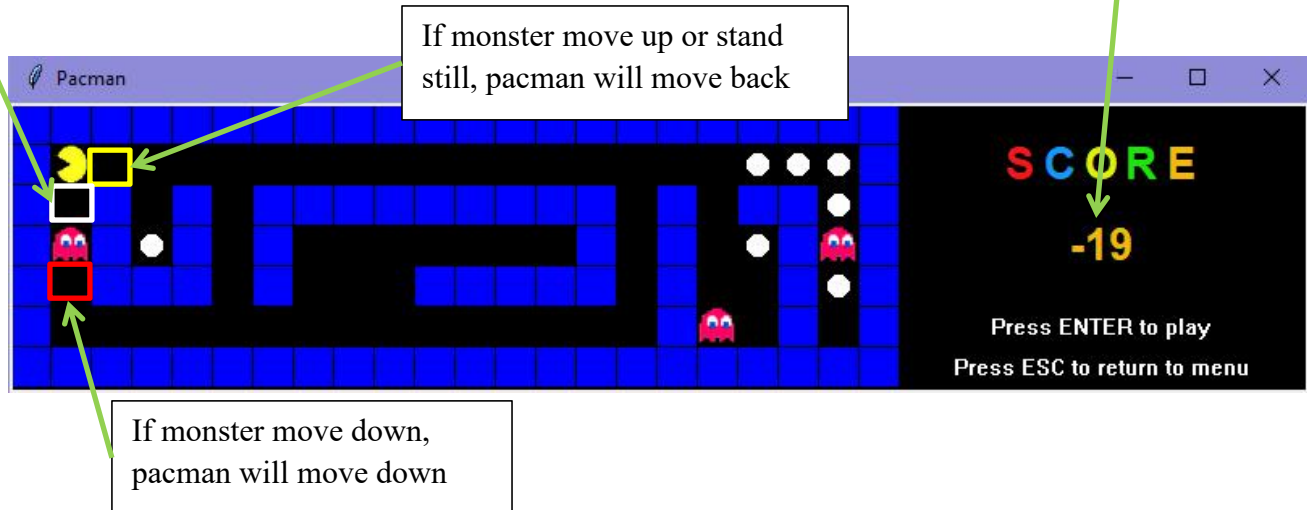 If monster move up or stand
still, pacman will move back
Pacman
SCORE
-19
Press ENTER to play
Press ESC to return to menu
If monster move down,
pacman will move down